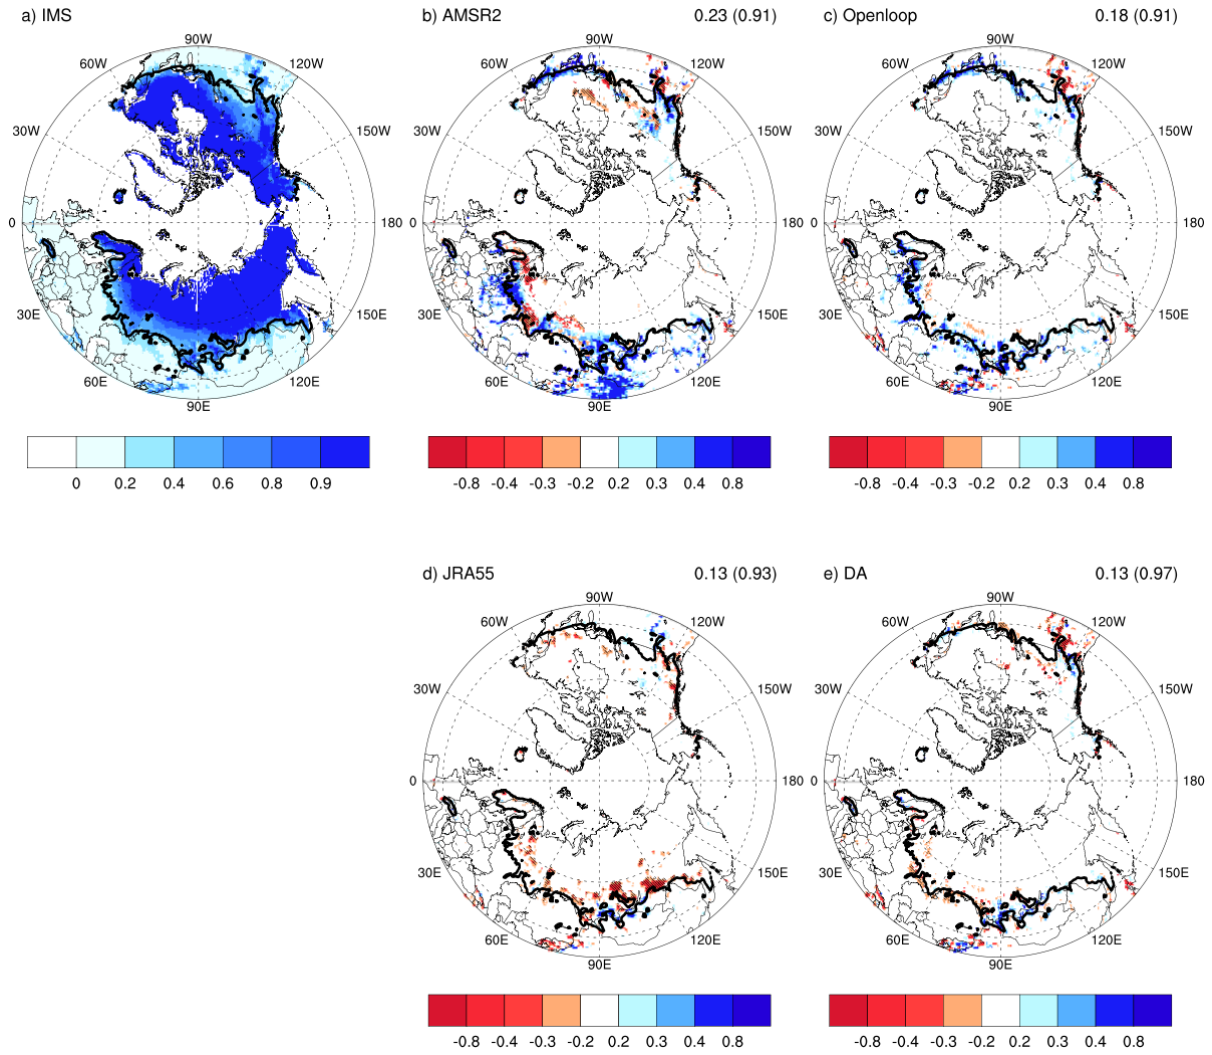 a) IMS
b) AMSR2 0.23 (0.91)
c) Openloop 0.18 (0.91)
90W
60W 120W
30W 150W
0 180
30E 150E
60E 120E
90E
90W
60W 120W
30W 150W
0 180
30E 150E
60E 120E
90E
90W
60W 120W
30W 150W
0 180
30E 150E
60E 120E
90E
0 0.2 0.4 0.6 0.8 0.9
-0.8 -0.4 -0.3 -0.2 0.2 0.3 0.4 0.8
-0.8 -0.4 -0.3 -0.2 0.2 0.3 0.4 0.8
d) JRA55 0.13 (0.93)
e) DA 0.13 (0.97)
90W
60W 120W
30W 150W
0 180
30E 150E
60E 120E
90E
90W
60W 120W
30W 150W
0 180
30E 150E
60E 120E
90E
-0.8 -0.4 -0.3 -0.2 0.2 0.3 0.4 0.8
-0.8 -0.4 -0.3 -0.2 0.2 0.3 0.4 0.8